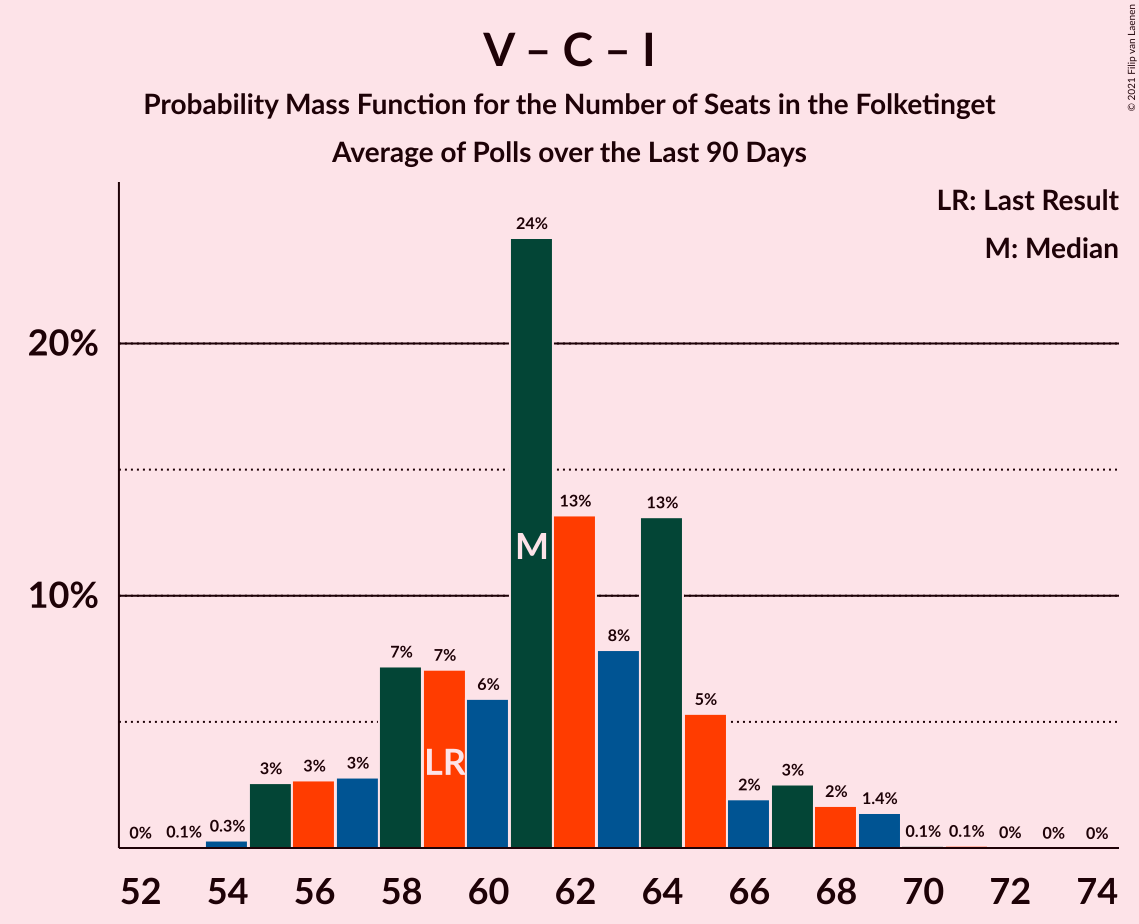 V – C – I
Probability Mass Function for the Number of Seats in the Folketinget
Average of Polls over the Last 90 Days
© 2021 Filip van Laenen
LR: Last Result
M: Median
20%
10%
0%
0.1%
0.3%
3%
3%
3%
7%
7%
6%
24%
13%
8%
13%
5%
2%
3%
2%
1.4%
0.1%
0.1%
0%
0%
0%
M
LR
52 54 56 58 60 62 64 66 68 70 72 74